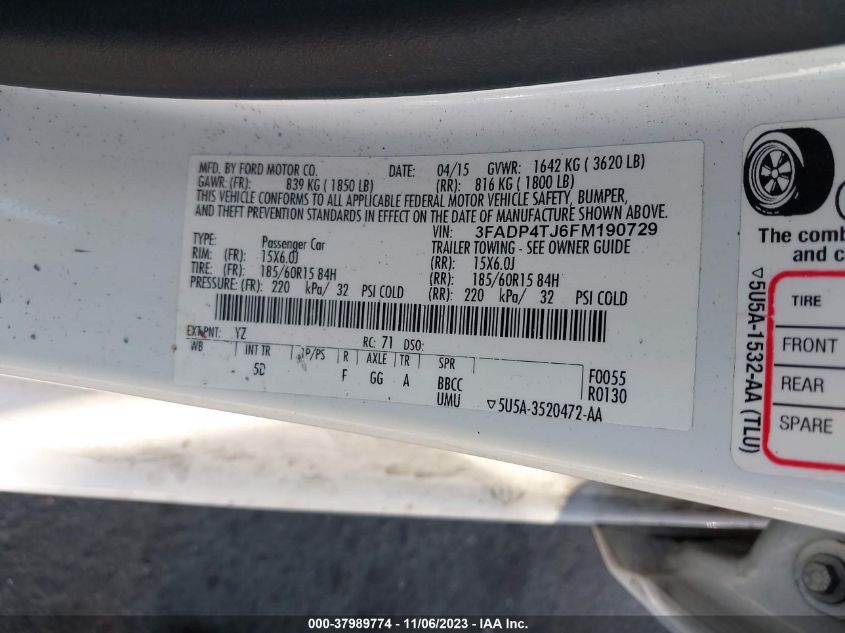 MFD. BY FORD MOTOR CO. DATE: 04/15 GVWR: 1642 KG ( 3620 LB)
GAWR: (FR): 839 KG ( 1850 LB) (RR): 816 KG ( 1800 LB)
THIS VEHICLE CONFORMS TO ALL APPLICABLE FEDERAL MOTOR VEHICLE SAFETY, BUMPER,
AND THEFT PREVENTION STANDARDS IN EFFECT ON THE DATE OF MANUFACTURE SHOWN ABOVE.
VIN: 3FADP4TJ6FM190729
TYPE: Passenger Car TRAILER TOWING - SEE OWNER GUIDE
RIM: (FR): 15X6.0J (RR): 15X6.0J
TIRE: (FR): 185/60R15 84H (RR): 185/60R15 84H
PRESSURE: (FR): 220 kPa/ 32 PSI COLD (RR): 220 kPa/ 32 PSI COLD
EXT PNT: YZ RC: 71 DSO:
WB INT TR TP/PS R AXLE TR SPR F0055
5D F GG A BBCC R0130
UMU ▽5U5A-3520472-AA
The comb
and c
TIRE
FRONT
REAR
SPARE
▽5U5A-1532-AA (TLU)
000-37989774 - 11/06/2023 - IAA Inc.